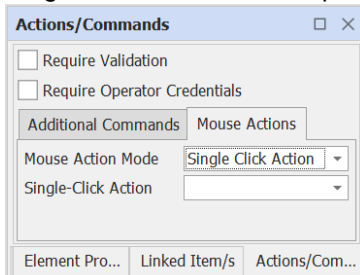 Actions/Commands
Require Validation
Require Operator Credentials
Additional Commands Mouse Actions
Mouse Action Mode Single Click Action
Single-Click Action
Element Pro... Linked Item/s Actions/Com...